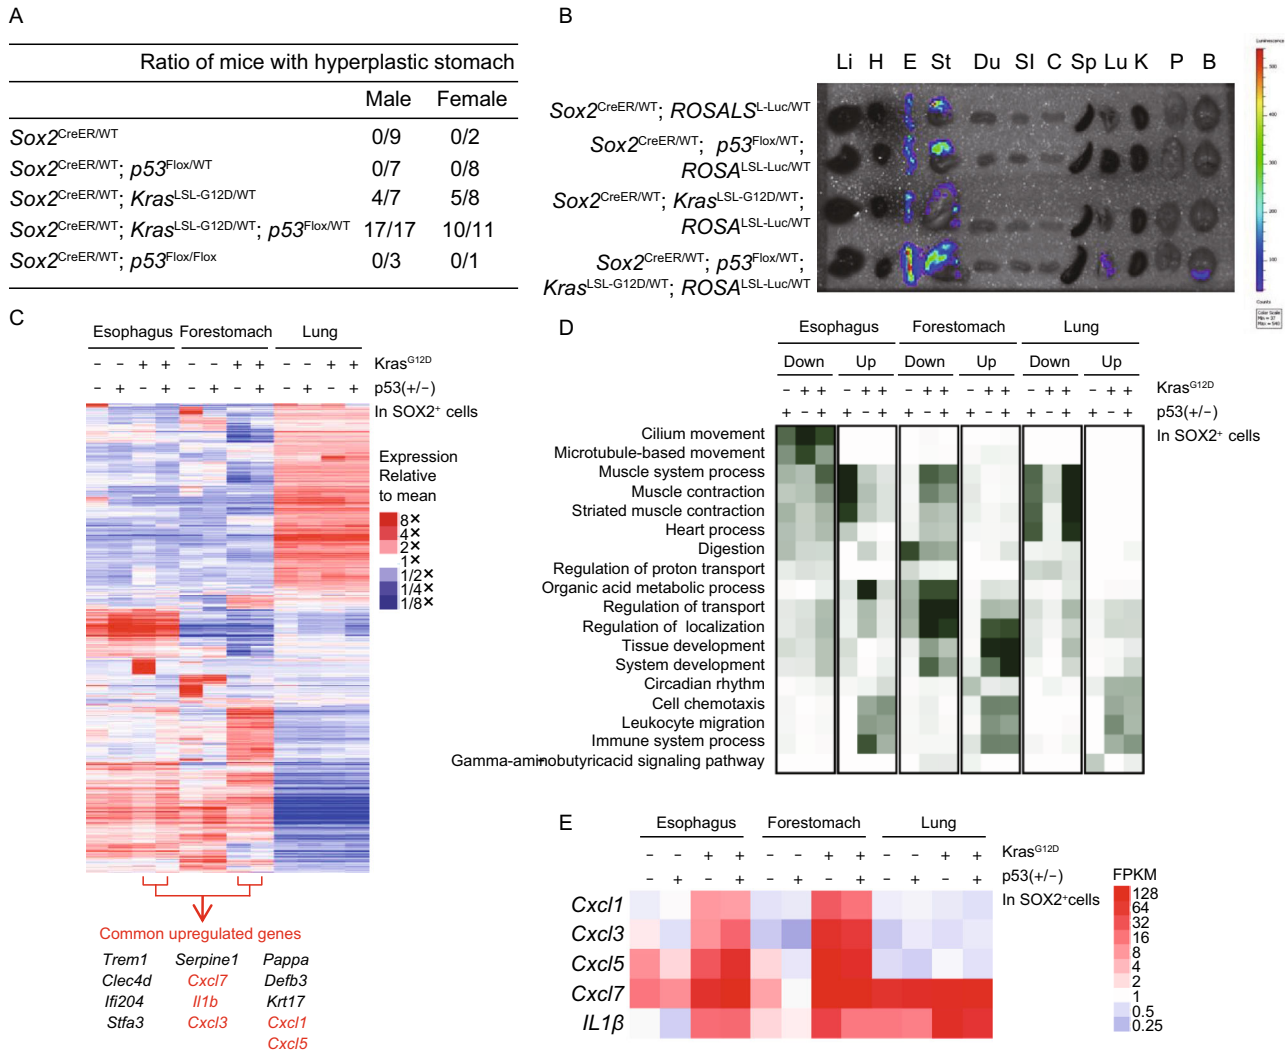 A
Ratio of mice with hyperplastic stomach
Male Female
Sox2CreER/WT 0/9 0/2
Sox2CreER/WT; p53Flox/WT 0/7 0/8
Sox2CreER/WT; KrasLSL-G12D/WT 4/7 5/8
Sox2CreER/WT; KrasLSL-G12D/WT; p53Flox/WT 17/17 10/11
Sox2CreER/WT; p53Flox/Flox 0/3 0/1
B
Li H E St Du SI C Sp Lu K P B
Sox2CreER/WT; ROSALSL-Luc/WT
Sox2CreER/WT; p53Flox/WT;
ROSALSL-Luc/WT
Sox2CreER/WT; KrasLSL-G12D/WT;
ROSALSL-Luc/WT
Sox2CreER/WT; p53Flox/WT;
KrasLSL-G12D/WT; ROSALSL-Luc/WT
Luminescence
Counts
Color Scale
C
Esophagus Forestomach Lung
− − + + − − + + − − + + KrasG12D
− + − + − + − + − + − + p53(+/−)
In SOX2+ cells
Expression
Relative
to mean
8×
4×
2×
1×
1/2×
1/4×
1/8×
Common upregulated genes
Trem1 Serpine1 Pappa
Clec4d Cxcl7 Defb3
Ifi204 Il1b Krt17
Stfa3 Cxcl3 Cxcl1
Cxcl5
D
Esophagus Forestomach Lung
Down Up Down Up Down Up
− + + − + + − + + − + + − + + − + + KrasG12D
+ − + + − + + − + + − + + − + + − + p53(+/−)
In SOX2+ cells
Cilium movement
Microtubule-based movement
Muscle system process
Muscle contraction
Striated muscle contraction
Heart process
Digestion
Regulation of proton transport
Organic acid metabolic process
Regulation of transport
Regulation of localization
Tissue development
System development
Circadian rhythm
Cell chemotaxis
Leukocyte migration
Immune system process
Gamma-aminobutyricacid signaling pathway
E
Esophagus Forestomach Lung
− − + + − − + + − − + + KrasG12D
− + − + − + − + − + − + p53(+/−)
In SOX2+cells
Cxcl1
Cxcl3
Cxcl5
Cxcl7
IL1β
FPKM
128
64
32
16
8
4
2
1
0.5
0.25